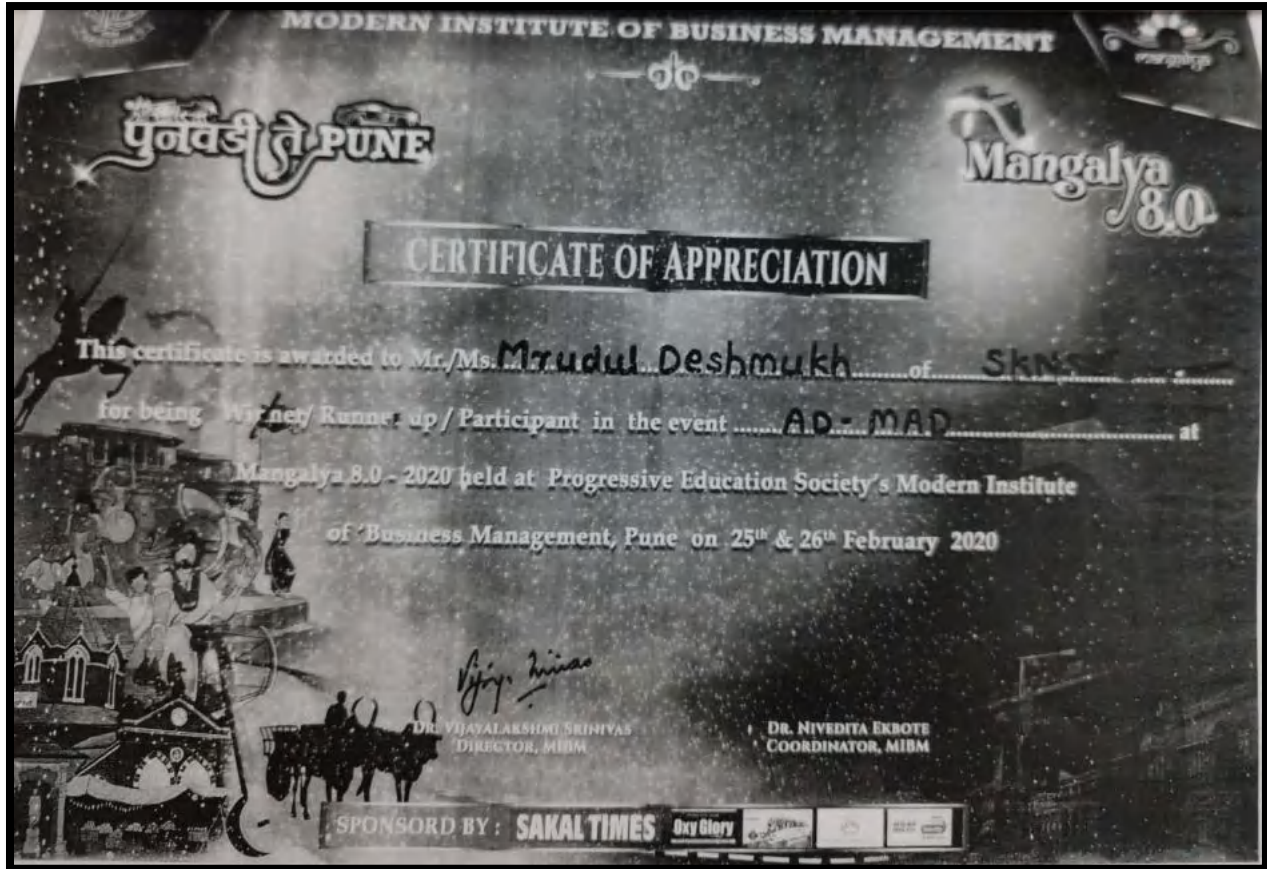 MODERN INSTITUTE OF BUSINESS MANAGEMENT
पुनवडी ते PUNE
Mangalya
8.0
CERTIFICATE OF APPRECIATION
This certificate is awarded to Mr./Ms. Mrudul Deshmukh of
for being Winner/ Runner up / Participant in the event AD - MAD at
Mangalya 8.0 - 2020 held at Progressive Education Society's Modern Institute
of Business Management, Pune on 25th & 26th February 2020
DR. VIJAYALAKSHMI SRINIVAS
DIRECTOR, MIBM
DR. NIVEDITA EKBOTE
COORDINATOR, MIBM
SPONSORD BY : SAKAL TIMES Oxy Glory